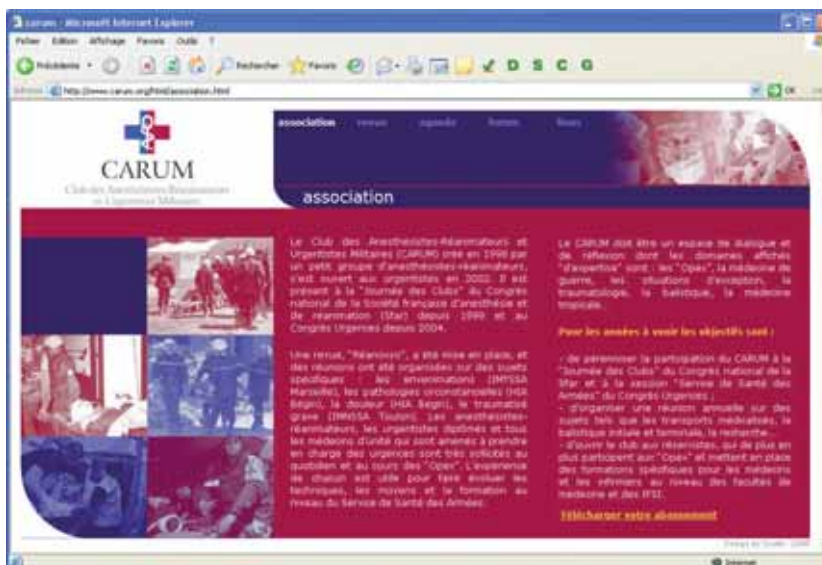 carum - Microsoft Internet Explorer
Fichier Edition Affichage Favoris Outils ?
Précédente Rechercher Favoris D S C G
http://www.carum.org/html/association.html OK
association revue agenda forum liens
CARUM
Club des Anesthésistes-Réanimateurs
et Urgentistes Militaires
association
Le Club des Anesthésistes-Réanimateurs et
Urgentistes Militaires (CARUM) crée en 1998 par
un petit groupe d'anesthésistes-réanimateurs,
s'est ouvert aux urgentistes en 2002. Il est
présent à la "Journée des Clubs" du Congrès
national de la Société française d'anesthésie et
de réanimation (Sfar) depuis 1999 et au
Congrès Urgences depuis 2004.
Une revue, "Réanoxyo", a été mise en place, et
des réunions ont été organisées sur des sujets
spécifiques : les envenimations (IMTSSA
Marseille), les pathologies circonstancielles (HIA
Bégin), la douleur (HIA Bégin), le traumatisé
grave (IMNSSA Toulon). Les anesthésistes-
réanimateurs, les urgentistes diplômés et tous
les médecins d'unité qui sont amenés à prendre
en charge des urgences sont très sollicités au
quotidien et au cours des "Opex". L'expérience
de chacun est utile pour faire évoluer les
techniques, les moyens et la formation au
niveau du Service de Santé des Armées.
Le CARUM doit être un espace de dialogue et
de réflexion dont les domaines affichés
"d'expertise" sont : les "Opex", la médecine de
guerre, les situations d'exception, la
traumatologie, la balistique, la médecine
tropicale.
Pour les années à venir les objectifs sont :
- de pérenniser la participation du CARUM à la
"Journée des Clubs" du Congrès national de la
Sfar et à la session "Service de Santé des
Armées" du Congrès Urgences ;
- d'organiser une réunion annuelle sur des
sujets tels que les transports médicalisés, la
balistique initiale et terminale, la recherche.
- d'ouvrir le club aux réservistes, qui de plus en
plus participent aux "Opex" et mettent en place
des formations spécifiques pour les médecins
et les infirmiers au niveau des facultés de
médecine et des IFSI.
Télécharger votre abonnement
Internet